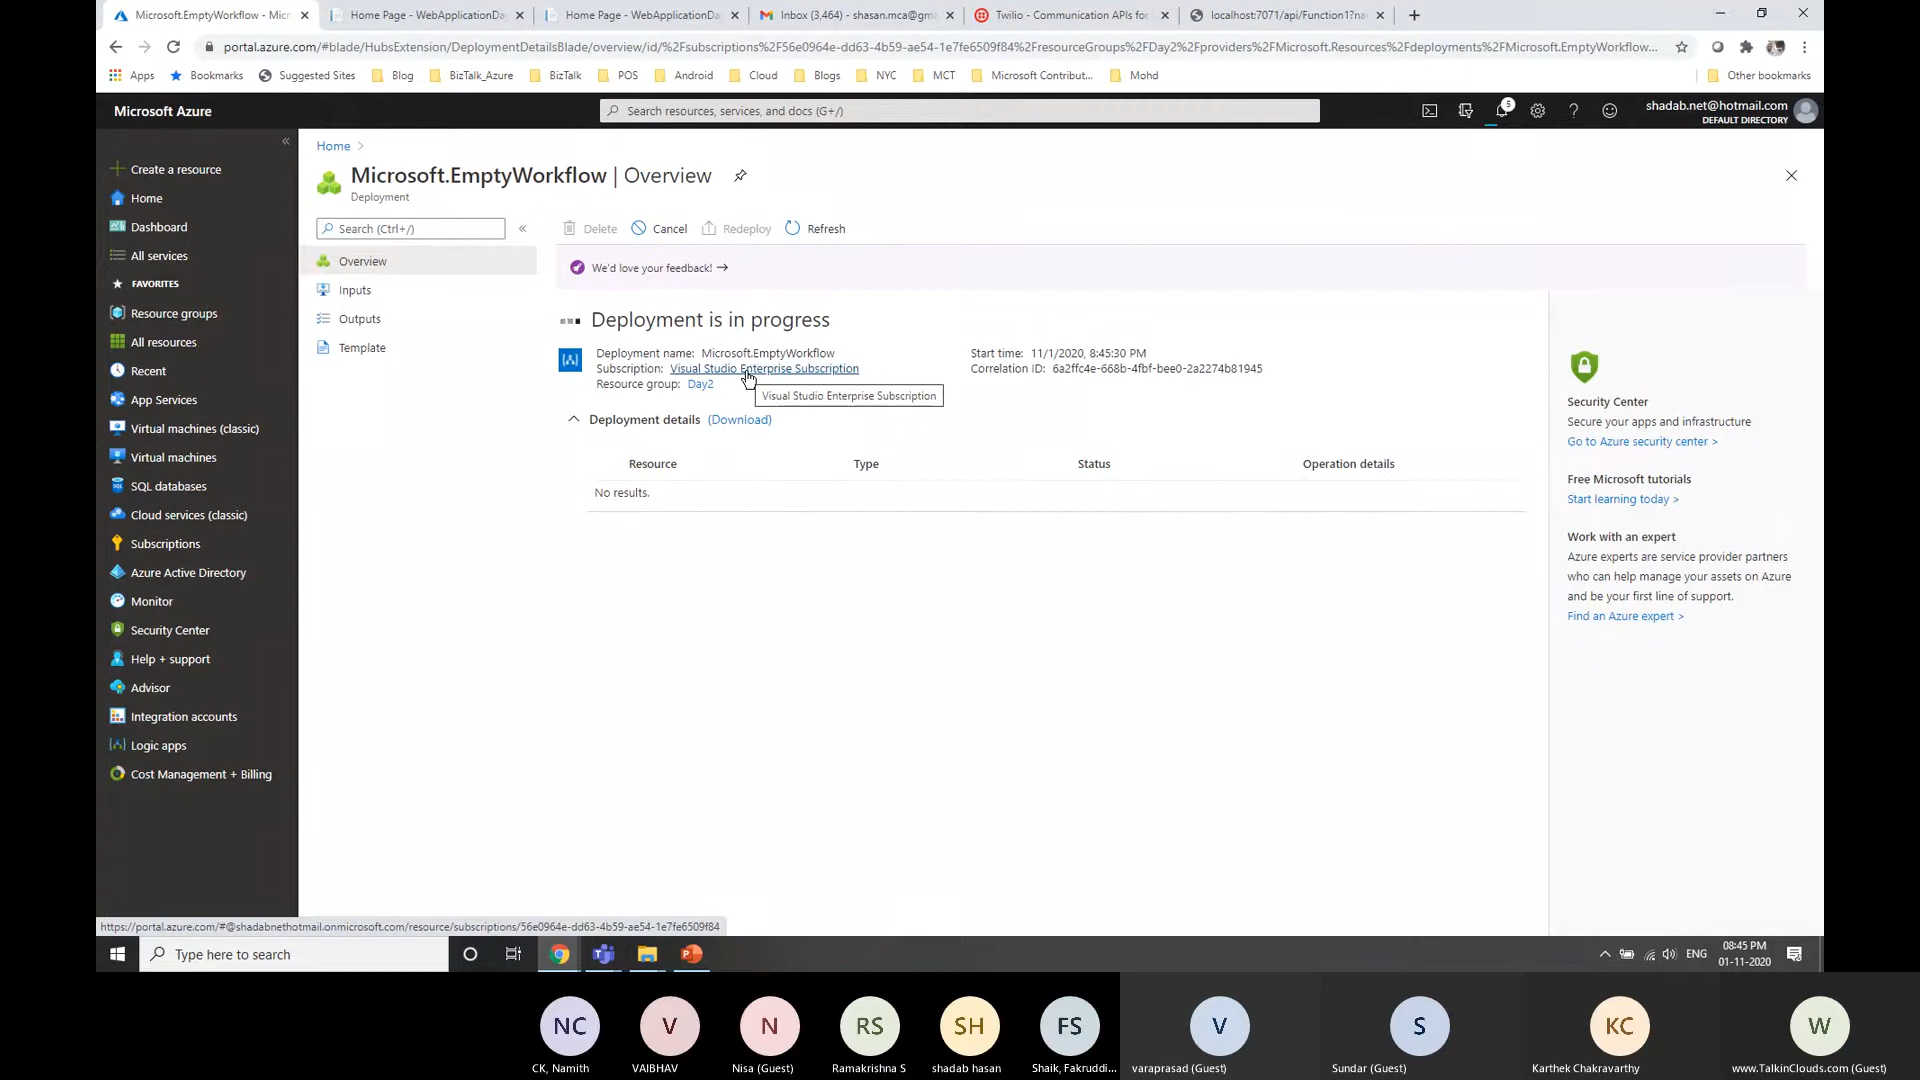 Microsoft.EmptyWorkflow - Micr
Home Page - WebApplicationDa
Home Page - WebApplicationDa
Inbox (3,464) - shasan.mca@gm
Twilio - Communication APIs for
localhost:7071/api/Function1?na
portal.azure.com/#blade/HubsExtension/DeploymentDetailsBlade/overview/id/%2Fsubscriptions%2F56e0964e-dd63-4b59-ae54-1e7fe6509f84%2FresourceGroups%2FDay2%2Fproviders%2FMicrosoft.Resources%2Fdeployments%2FMicrosoft.EmptyWorkflow...
Apps Bookmarks Suggested Sites Blog BizTalk_Azure BizTalk POS Android Cloud Blogs NYC MCT Microsoft Contribut... Mohd Other bookmarks
Microsoft Azure
Search resources, services, and docs (G+/)
5
shadab.net@hotmail.com
DEFAULT DIRECTORY
Create a resource
Home
Dashboard
All services
FAVORITES
Resource groups
All resources
Recent
App Services
Virtual machines (classic)
Virtual machines
SQL databases
Cloud services (classic)
Subscriptions
Azure Active Directory
Monitor
Security Center
Help + support
Advisor
Integration accounts
Logic apps
Cost Management + Billing
Home >
Microsoft.EmptyWorkflow | Overview
Deployment
Search (Ctrl+/)
Overview
Inputs
Outputs
Template
Delete Cancel Redeploy Refresh
We'd love your feedback! →
Deployment is in progress
Deployment name: Microsoft.EmptyWorkflow
Subscription: Visual Studio Enterprise Subscription
Resource group: Day2
Visual Studio Enterprise Subscription
Start time: 11/1/2020, 8:45:30 PM
Correlation ID: 6a2ffc4e-668b-4fbf-bee0-2a2274b81945
Deployment details (Download)
Resource Type Status Operation details
No results.
Security Center
Secure your apps and infrastructure
Go to Azure security center >
Free Microsoft tutorials
Start learning today >
Work with an expert
Azure experts are service provider partners
who can help manage your assets on Azure
and be your first line of support.
Find an Azure expert >
https://portal.azure.com/#@shadabnethotmail.onmicrosoft.com/resource/subscriptions/56e0964e-dd63-4b59-ae54-1e7fe6509f84
Type here to search
ENG
08:45 PM
01-11-2020
NC V N RS SH FS V S KC W
CK, Namith VAIBHAV Nisa (Guest) Ramakrishna S shadab hasan Shaik, Fakruddi... varaprasad (Guest) Sundar (Guest) Karthek Chakravarthy www.TalkinClouds.com (Guest)